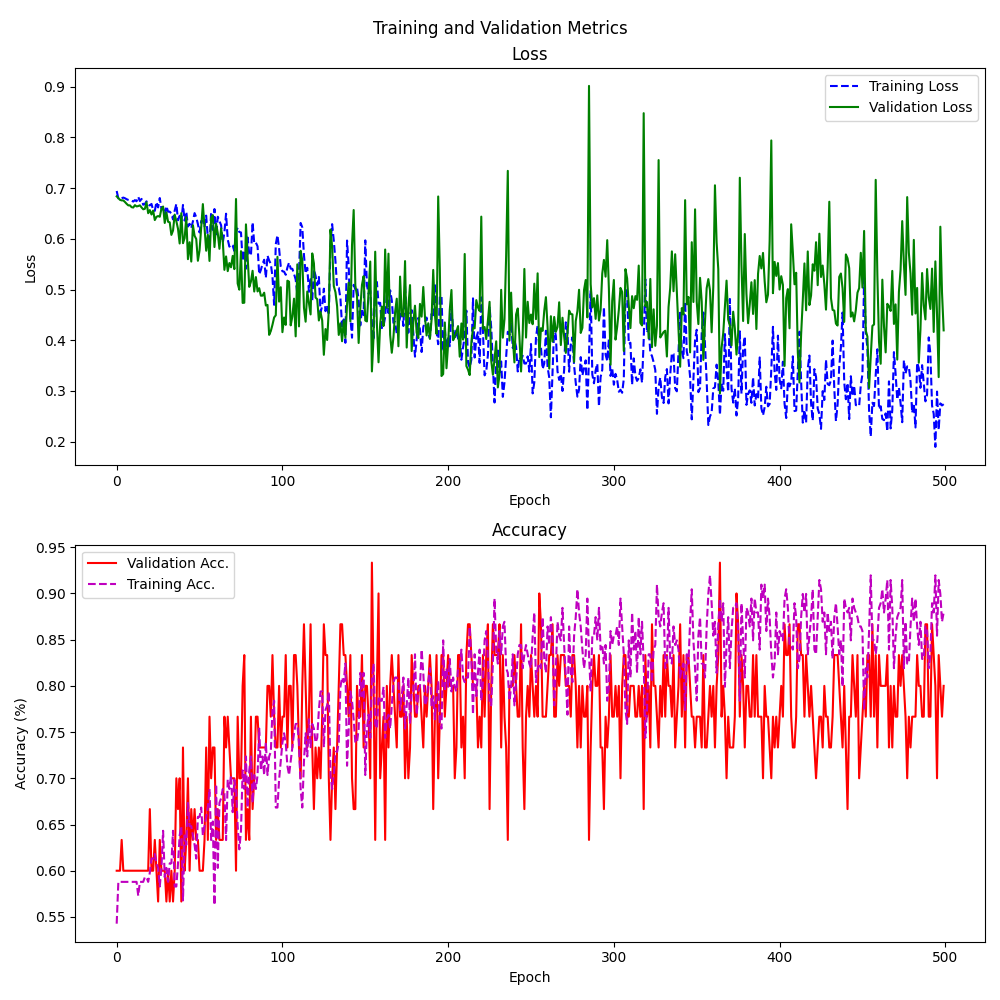 Training and Validation Metrics
Loss
0.9
0.8
0.7
0.6
0.5
0.4
0.3
0.2
Loss
Training Loss
Validation Loss
0
100
200
300
400
500
Epoch
Accuracy
0.95
0.90
0.85
0.80
0.75
0.70
0.65
0.60
0.55
Accuracy (%)
Validation Acc.
Training Acc.
0
100
200
300
400
500
Epoch